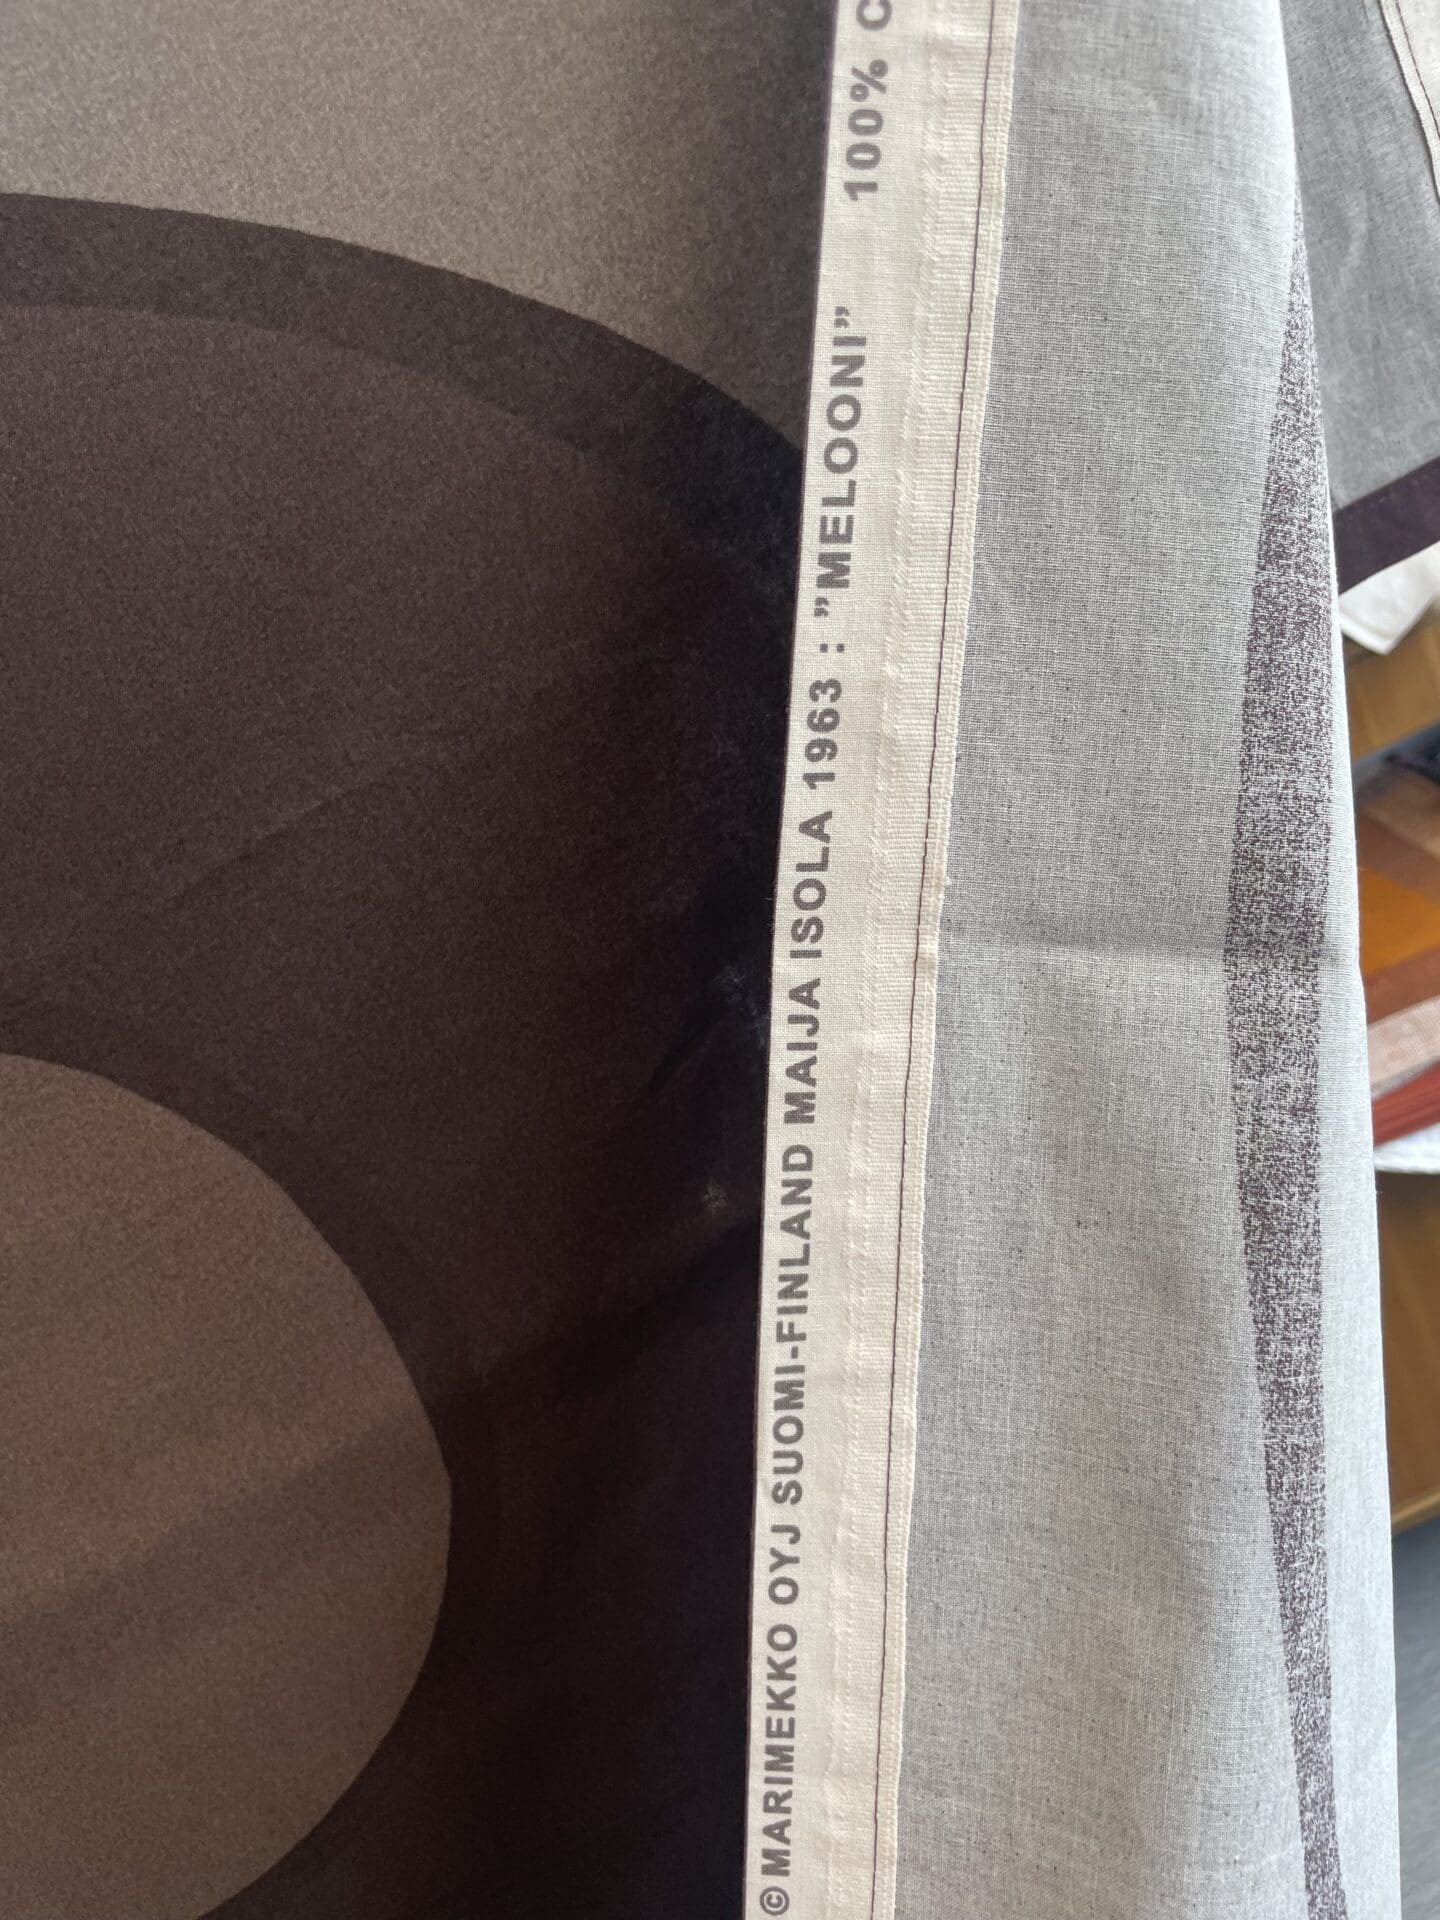 © MARIMEKKO OYJ SUOMI-FINLAND MAIJA ISOLA 1963 : ”MELOONI” 100% C